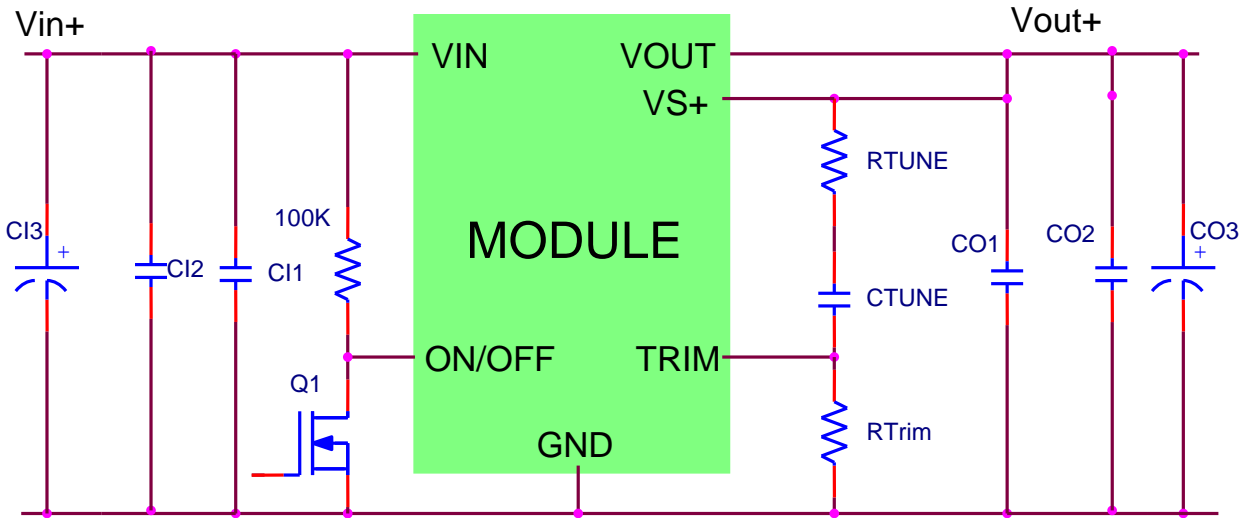 Vin+
Vout+
VIN
VOUT
VS+
RTUNE
100K
MODULE
CI3
+
CI2
CI1
CO1
CO2
CO3
+
CTUNE
ON/OFF
TRIM
Q1
RTrim
GND